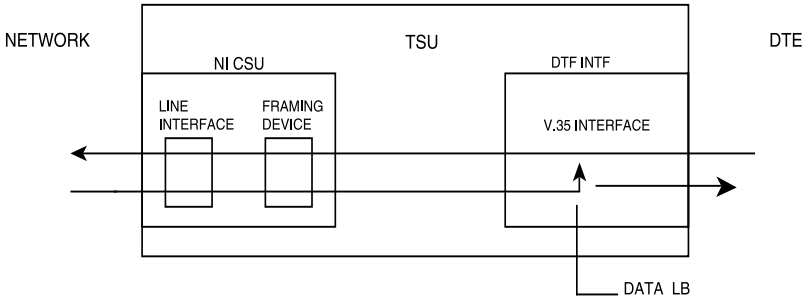 NETWORK
TSU
DTE
NI CSU
DTF INTF
LINE
INTERFACE
FRAMING
DEVICE
V.35 INTERFACE
DATA LB